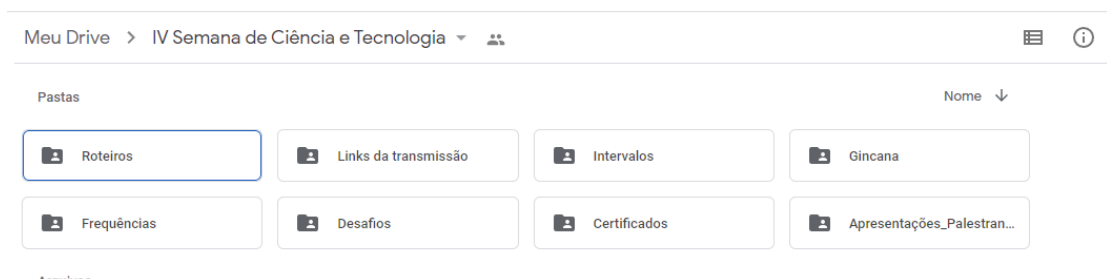 Meu Drive > IV Semana de Ciência e Tecnologia
Pastas Nome
Roteiros Links da transmissão Intervalos Gincana
Frequências Desafios Certificados Apresentações_Palestran...